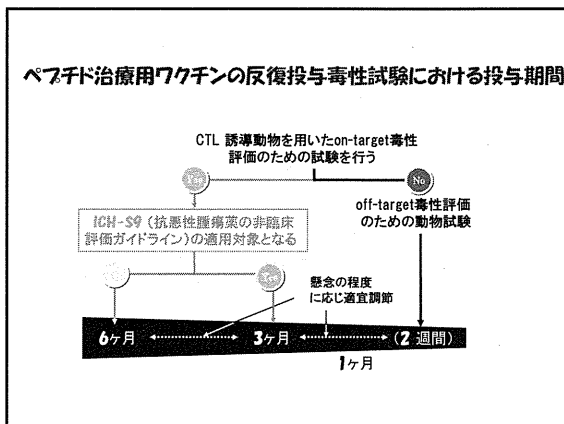 ペプチド治療用ワクチンの反復投与毒性試験における投与期間
CTL 誘導動物を用いたon-target毒性
評価のための試験を行う
Yes
No
ICH-S9 (抗悪性腫瘍薬の非臨床
評価ガイドライン)の適用対象となる
off-target毒性評価
のための動物試験
Yes
懸念の程度
に応じ適宜調節
6ヶ月
3ヶ月
(2 週間)
1ヶ月